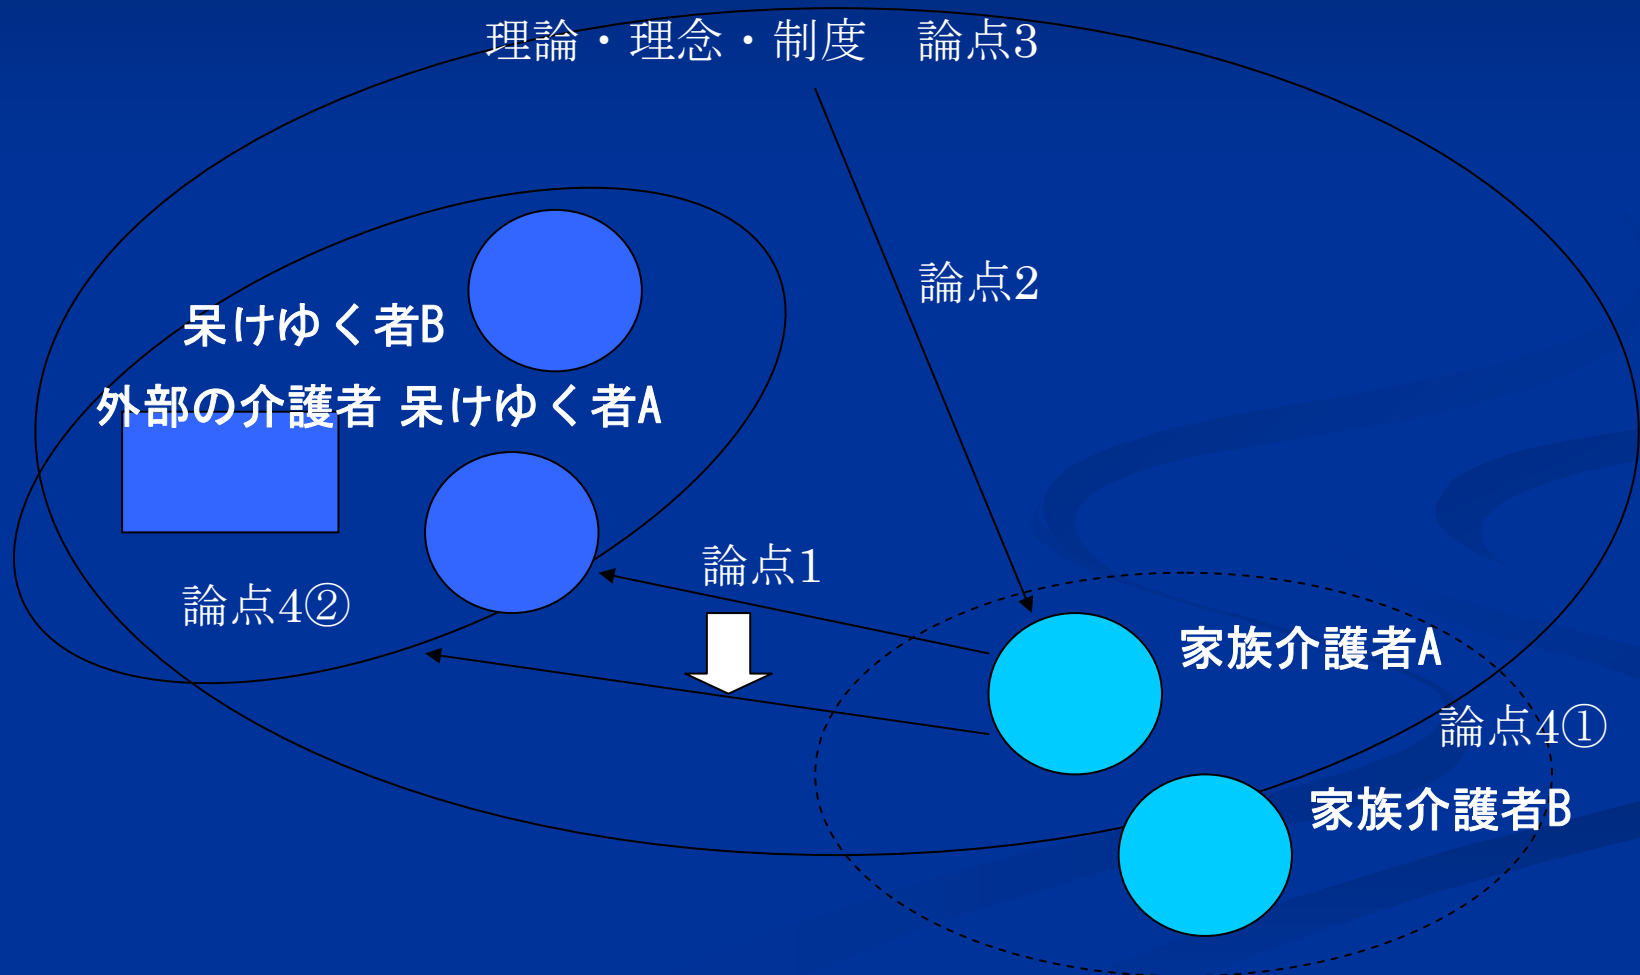 理論・理念・制度　論点3
論点2
呆けゆく者B
外部の介護者 呆けゆく者A
論点1
論点4②
家族介護者A
論点4①
家族介護者B